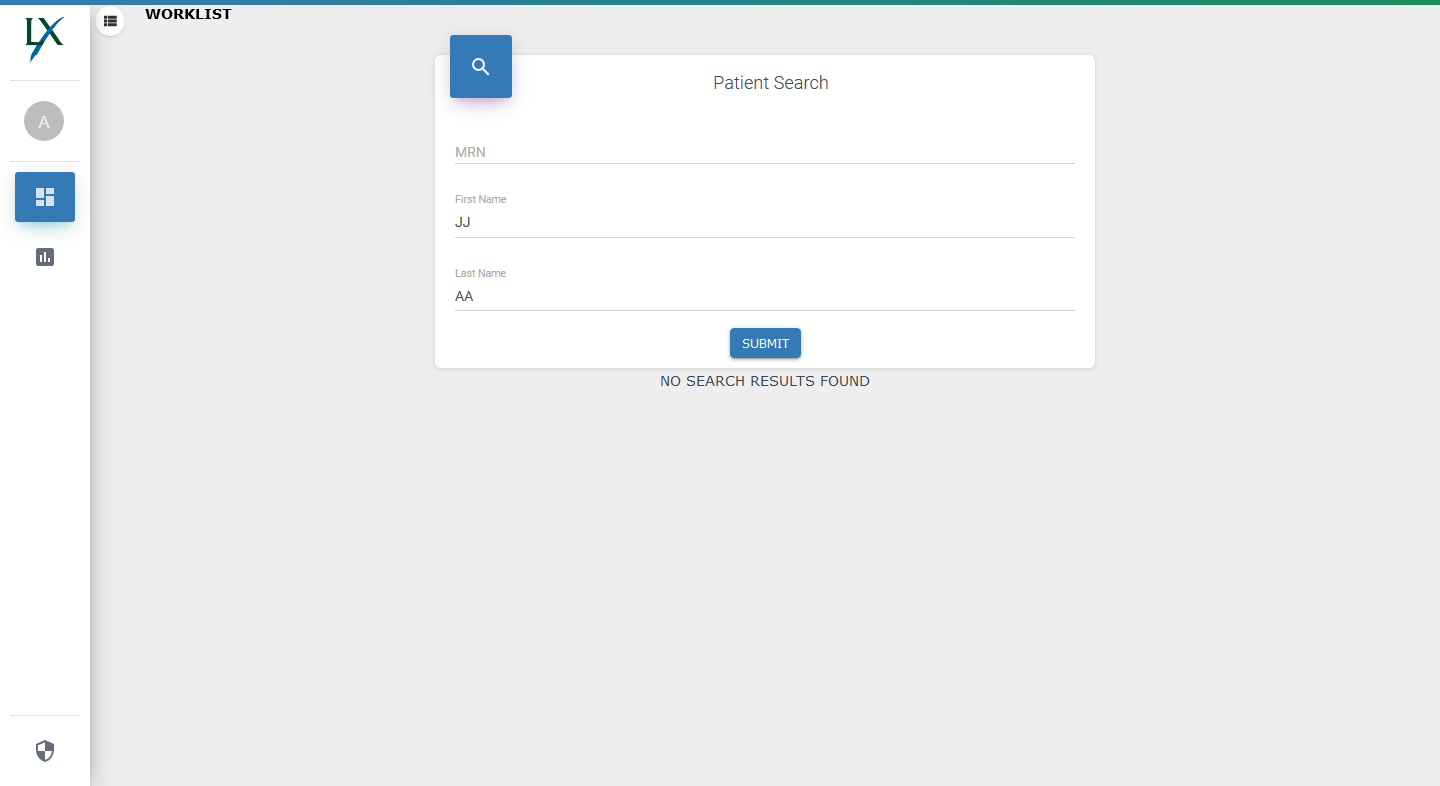 LX
WORKLIST
A
Patient Search
MRN
First Name
JJ
Last Name
AA
SUBMIT
NO SEARCH RESULTS FOUND